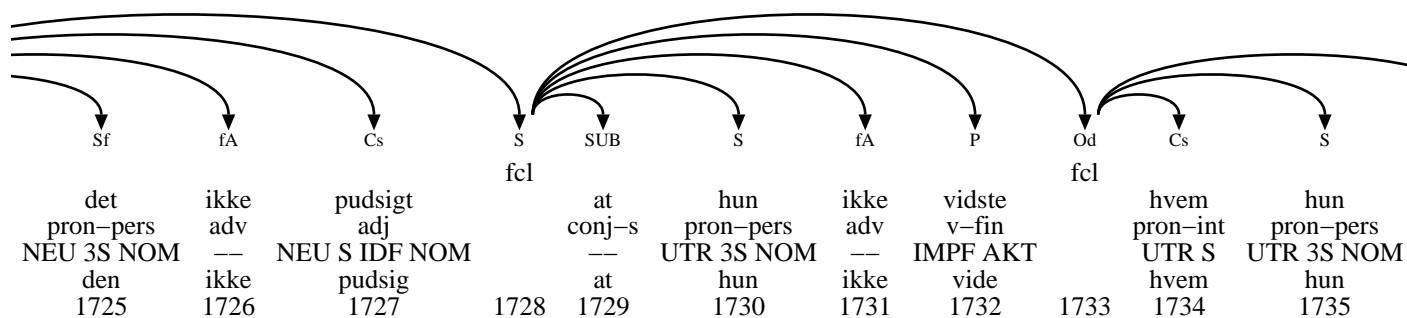 Sf fA Cs S SUB S fA P Od Cs S
fcl fcl
det ikke pudsigt at hun ikke vidste hvem hun
pron−pers adv adj conj−s pron−pers adv v−fin pron−int pron−pers
NEU 3S NOM −− NEU S IDF NOM −− UTR 3S NOM −− IMPF AKT UTR S UTR 3S NOM
den ikke pudsig at hun ikke vide hvem hun
1725 1726 1727 1728 1729 1730 1731 1732 1733 1734 1735